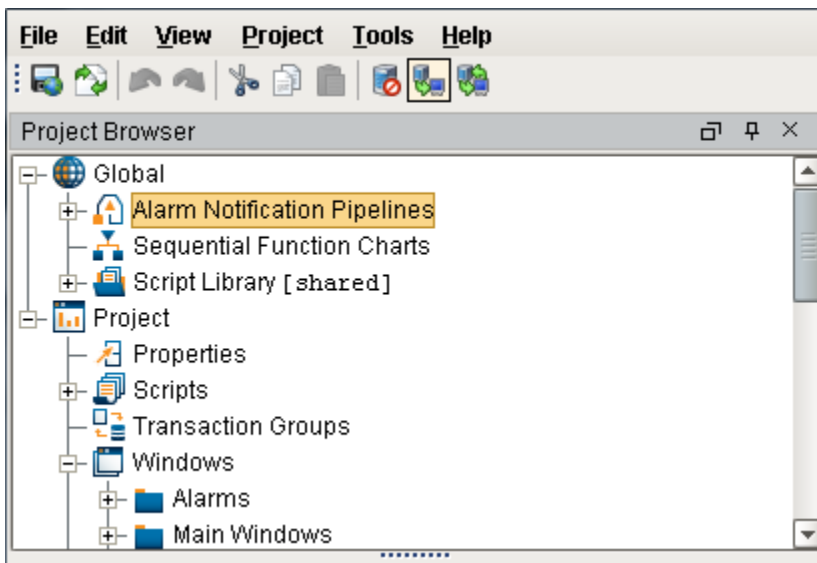 File Edit View Project Tools Help
Project Browser
Global
Alarm Notification Pipelines
Sequential Function Charts
Script Library [shared]
Project
Properties
Scripts
Transaction Groups
Windows
Alarms
Main Windows